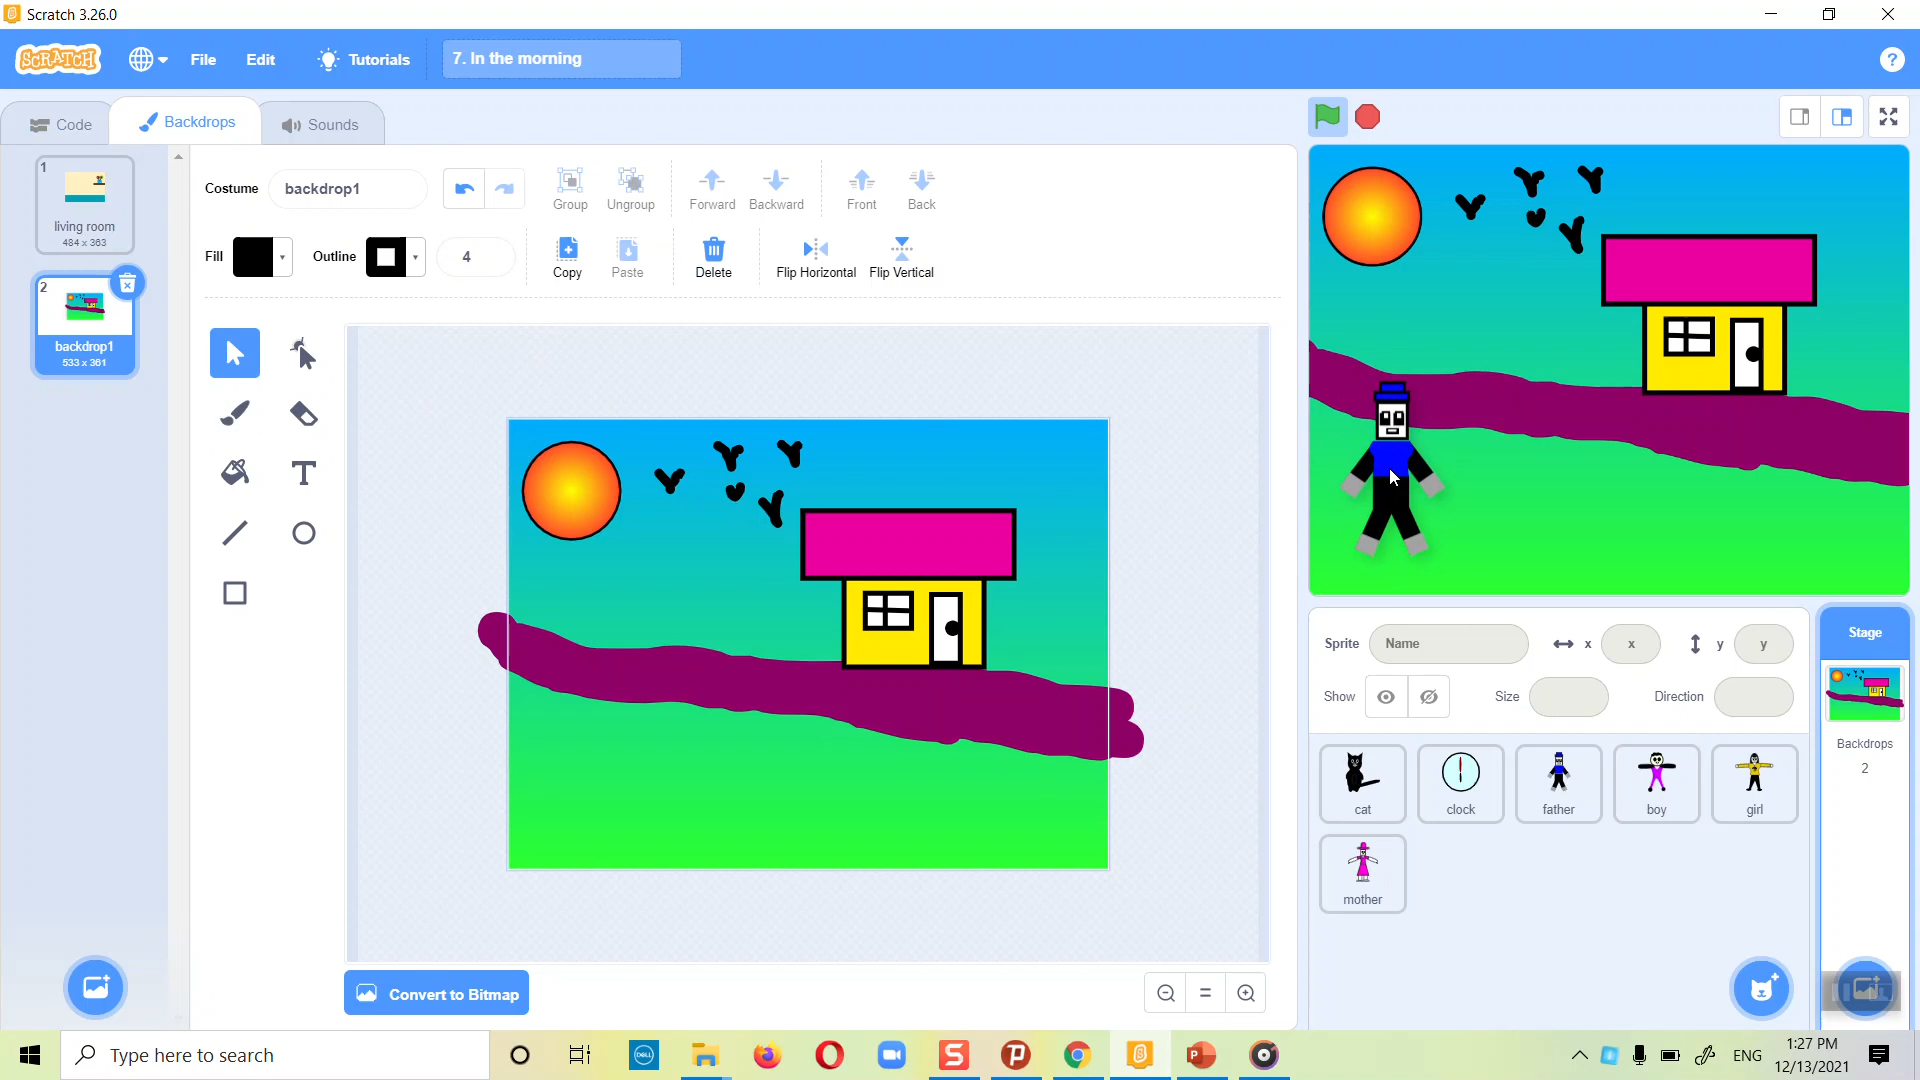 Scratch 3.26.0
SCRATCH File Edit Tutorials 7. In the morning ?
Code Backdrops Sounds
1
living room
484 x 363
2
backdrop1
533 x 361
Costume backdrop1
Group Ungroup Forward Backward Front Back
Fill Outline 4
Copy Paste Delete Flip Horizontal Flip Vertical
T
Convert to Bitmap
Sprite Name x x y y
Show Size Direction
Stage
Backdrops
2
cat clock father boy girl
mother
Type here to search
DELL
ENG
1:27 PM
12/13/2021